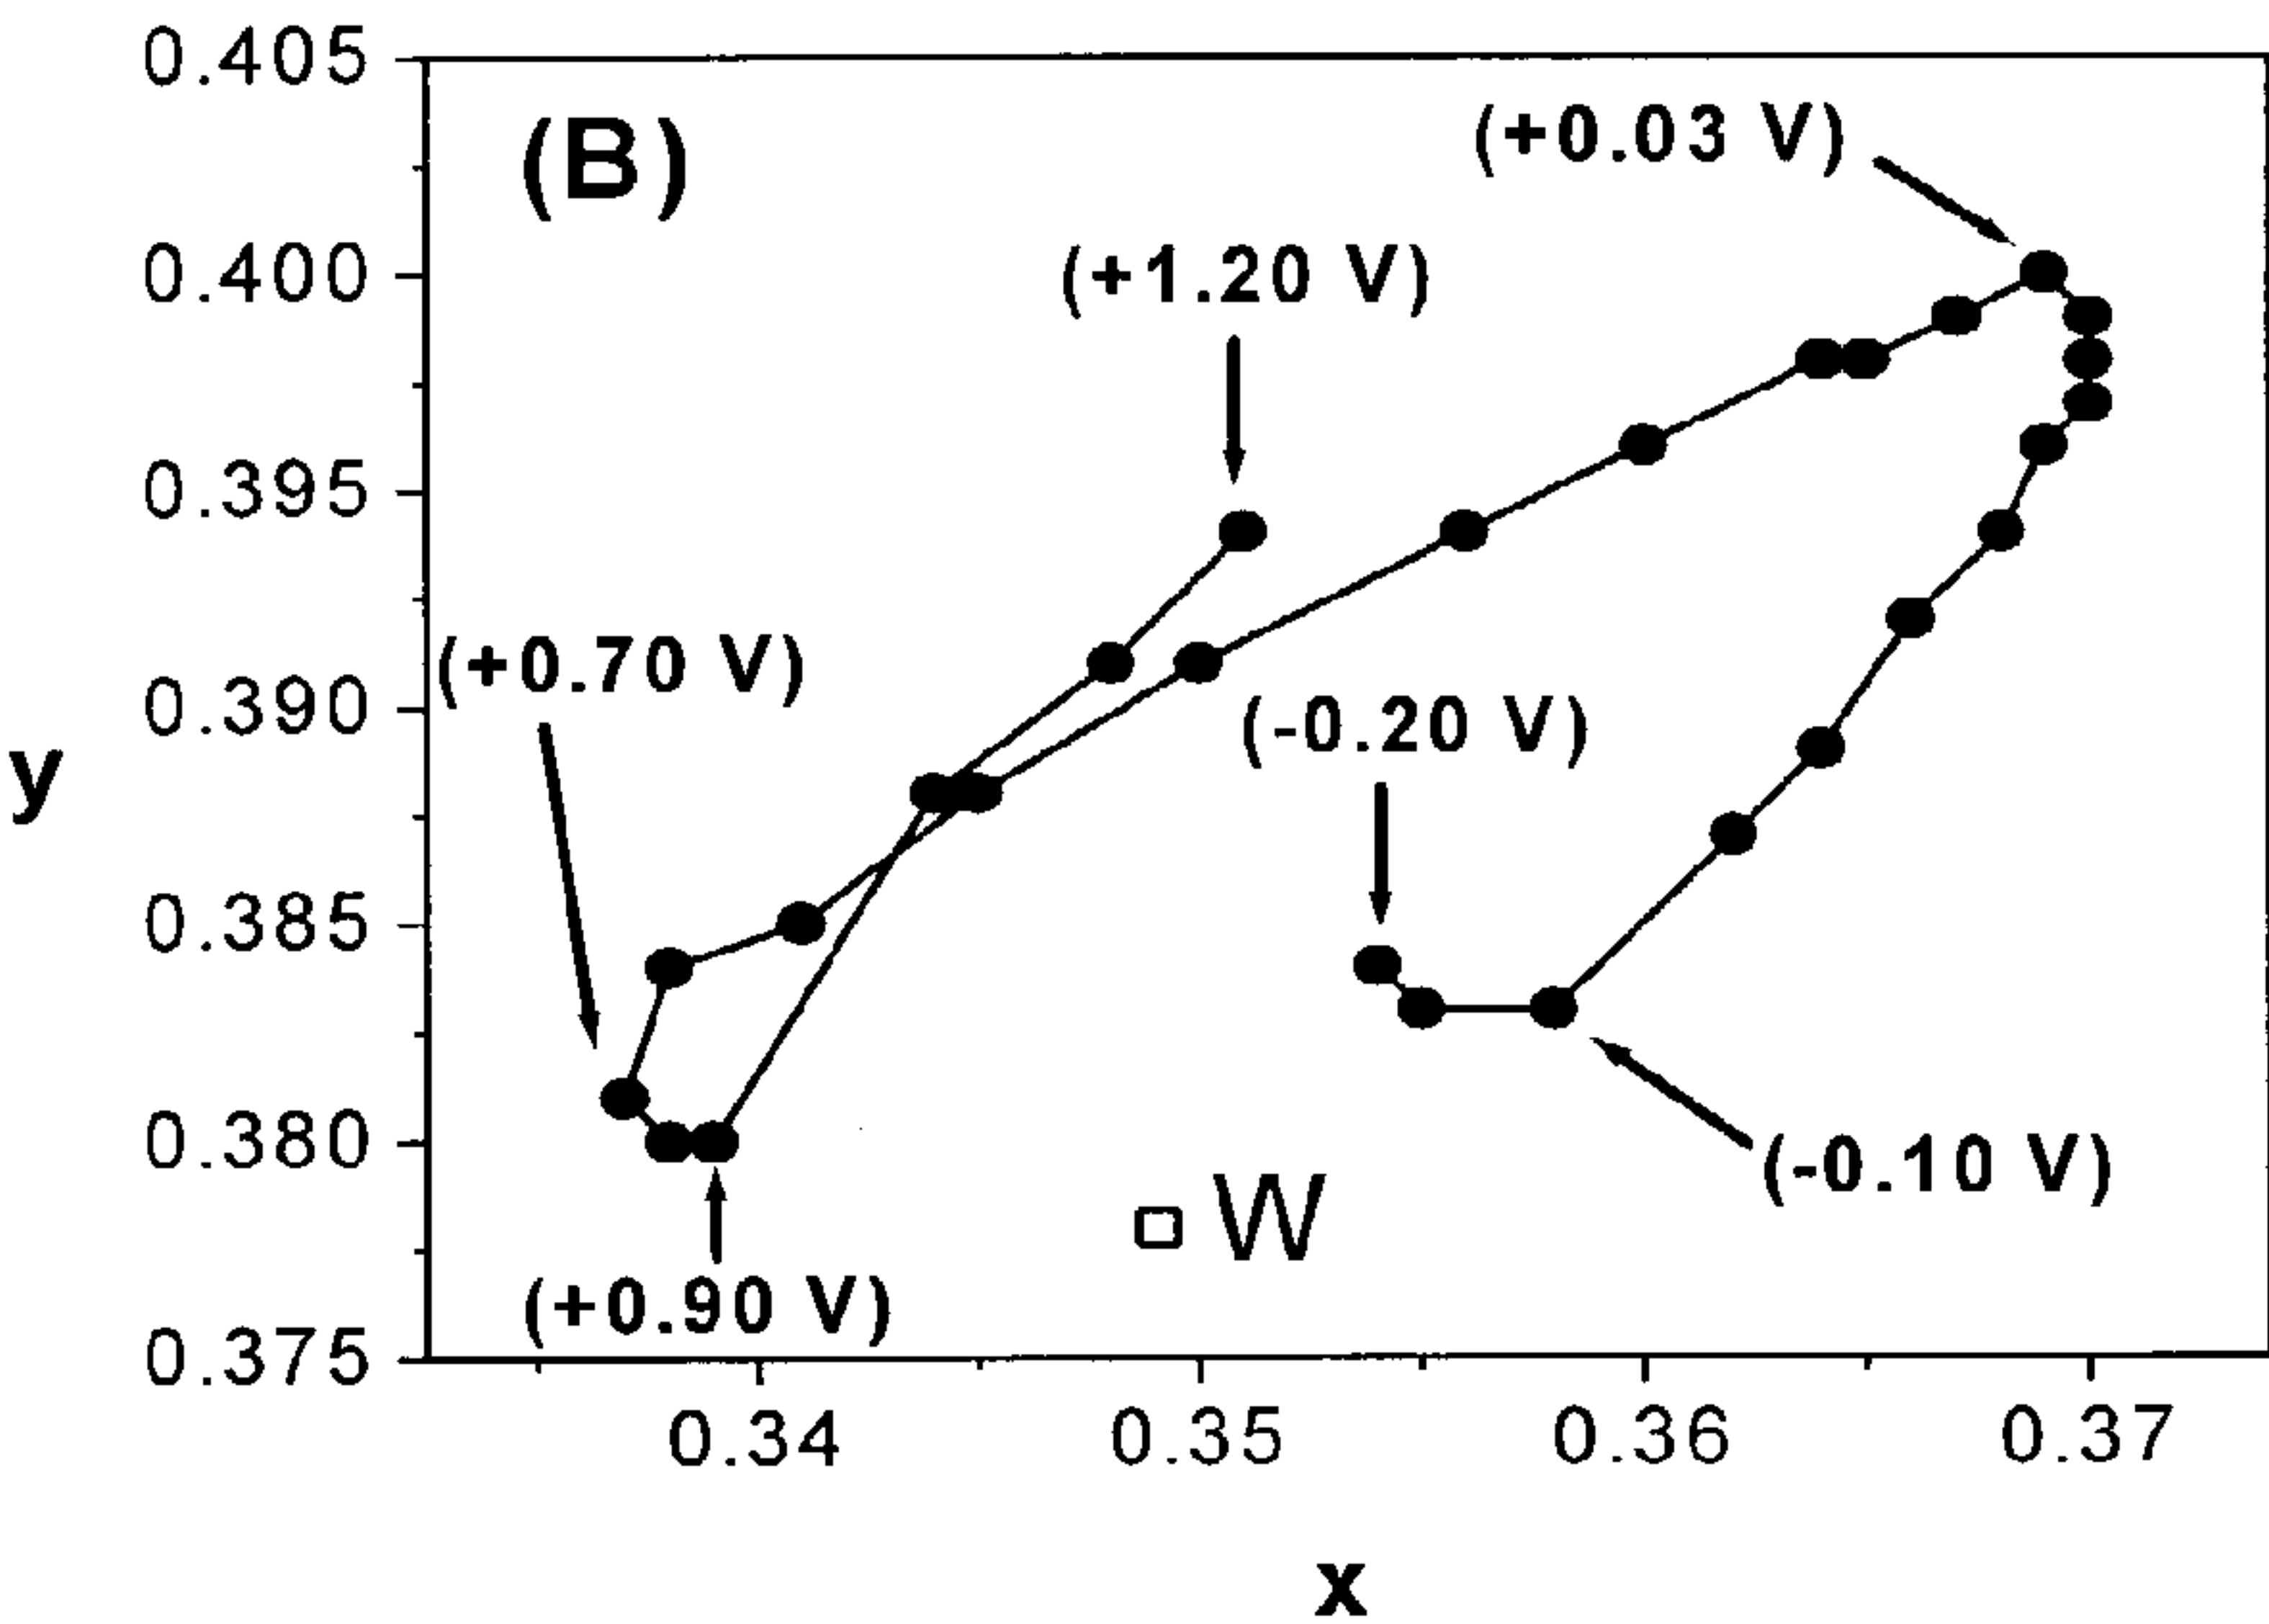 0.405
(B)
(+0.03 V)
0.400
(+1.20 V)
0.395
(+0.70 V)
0.390
(-0.20 V)
y
0.385
0.380
(-0.10 V)
W
(+0.90 V)
0.375
0.34
0.35
0.36
0.37
x